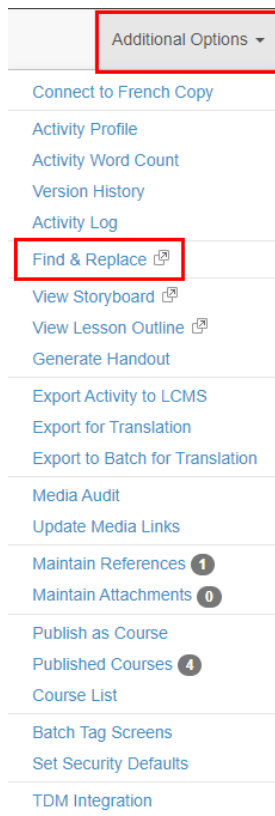 Additional Options
Connect to French Copy
Activity Profile
Activity Word Count
Version History
Activity Log
Find & Replace
View Storyboard
View Lesson Outline
Generate Handout
Export Activity to LCMS
Export for Translation
Export to Batch for Translation
Media Audit
Update Media Links
Maintain References 1
Maintain Attachments 0
Publish as Course
Published Courses 4
Course List
Batch Tag Screens
Set Security Defaults
TDM Integration